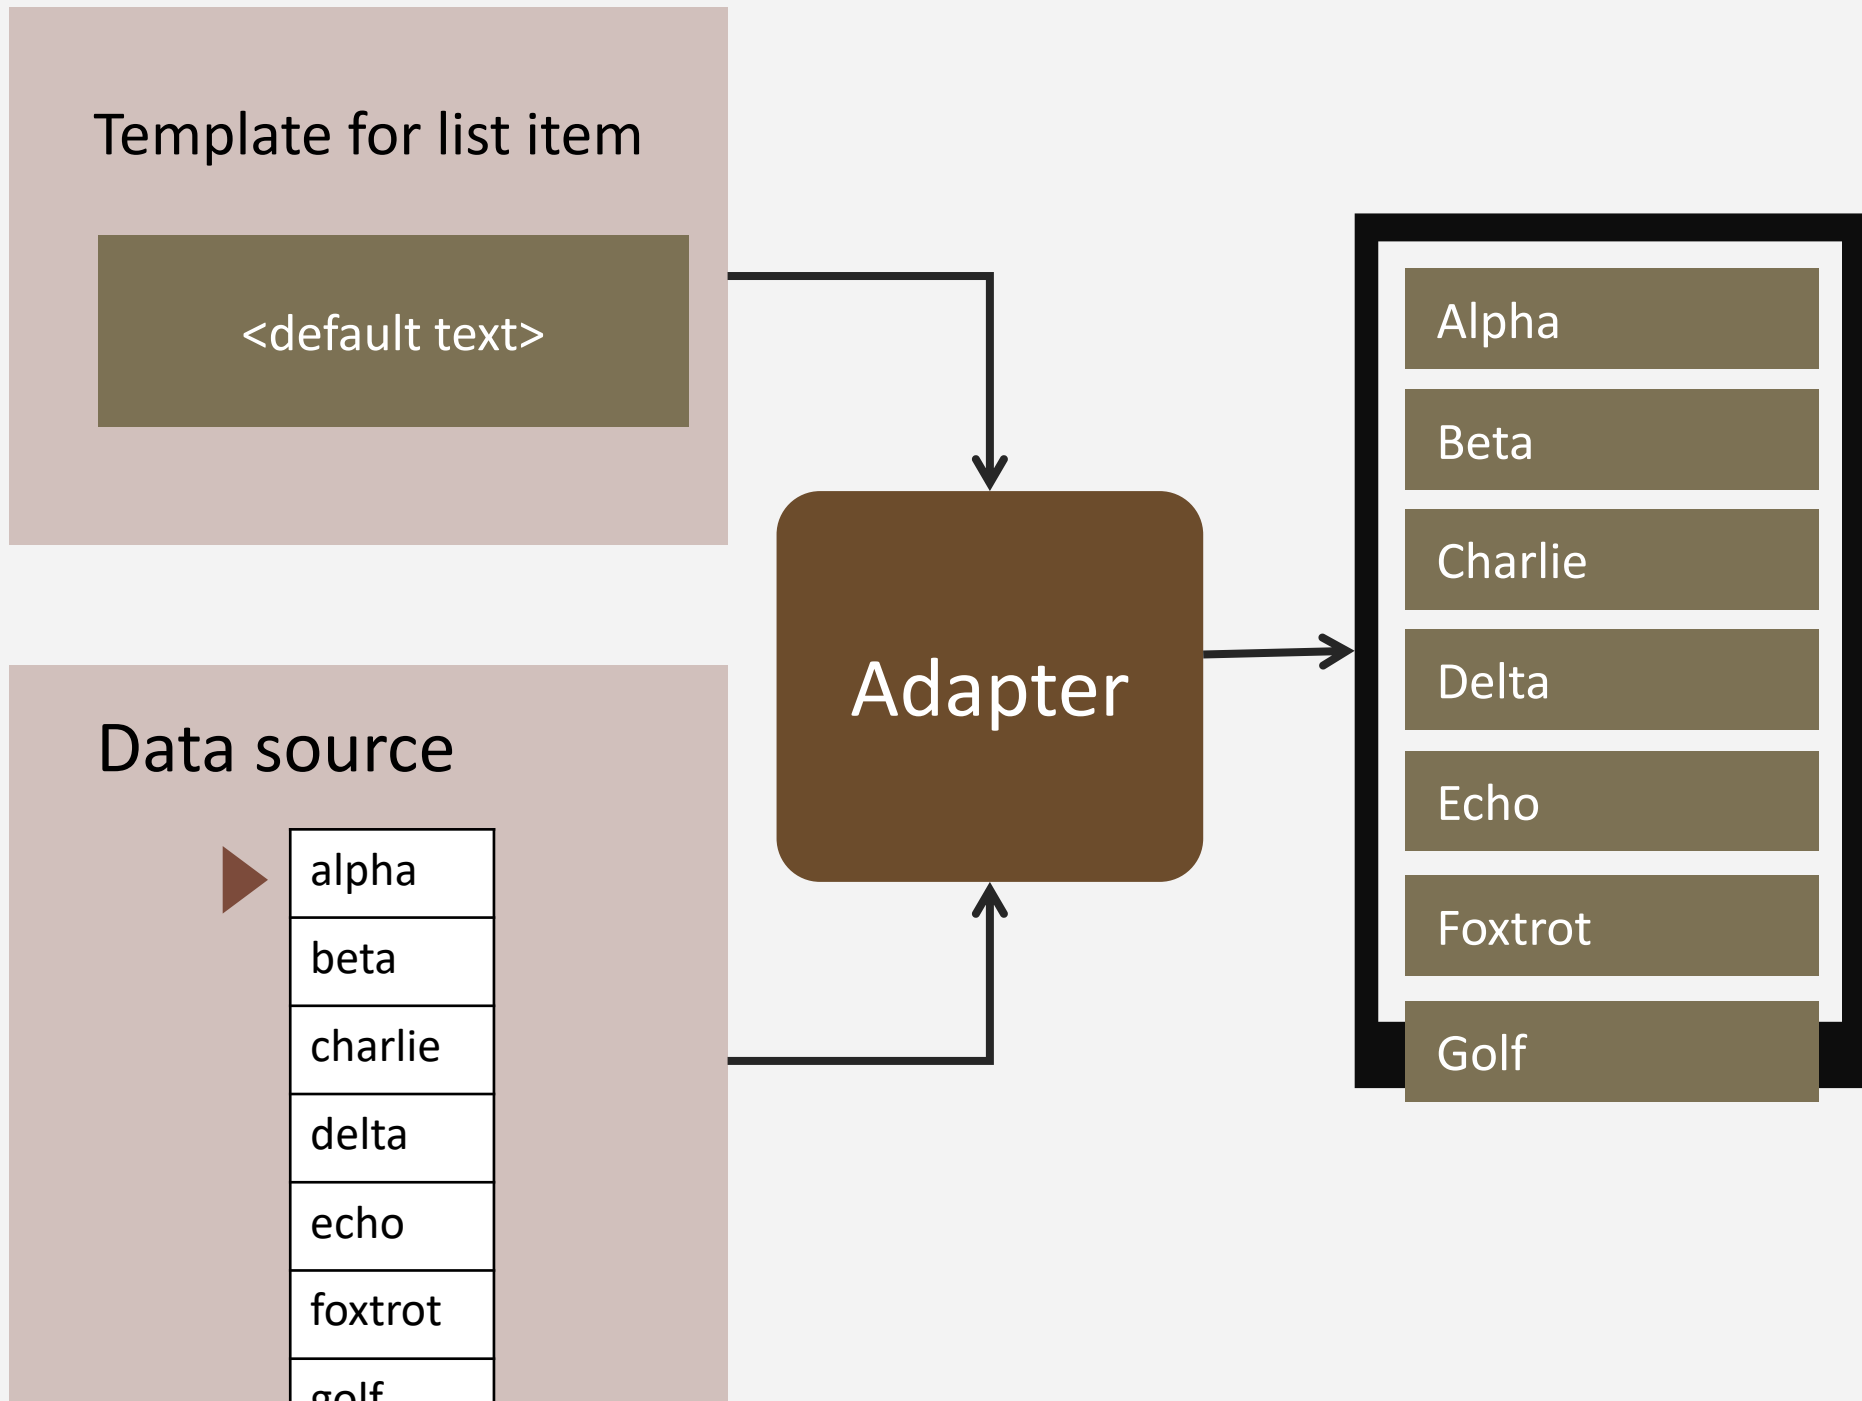 Template for list item
<default text>
Data source
alpha
beta
charlie
delta
echo
foxtrot
golf
Adapter
Alpha
Beta
Charlie
Delta
Echo
Foxtrot
Golf